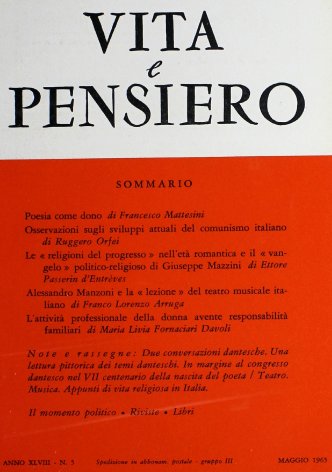 VITA
e
PENSIERO
SOMMARIO
Poesia come dono di Francesco Mattesini
Osservazioni sugli sviluppi attuali del comunismo italiano
di Ruggero Orfei
Le « religioni del progresso » nell'età romantica e il « van-
gelo » politico-religioso di Giuseppe Mazzini di Ettore
Passerin d'Entrèves
Alessandro Manzoni e la « lezione » del teatro musicale ita-
liano di Franco Lorenzo Arruga
L'attività professionale della donna avente responsabilità
familiari di Maria Livia Fornaciari Davoli
Note e rassegne: Due conversazioni dantesche. Una
lettura pittorica dei temi danteschi. In margine al congresso
dantesco nel VII centenario della nascita del poeta / Teatro.
Musica. Appunti di vita religiosa in Italia.
Il momento politico • Riviste • Libri
ANNO XLVIII - N. 5 Spedizione in abbonam. postale - gruppo III MAGGIO 1965